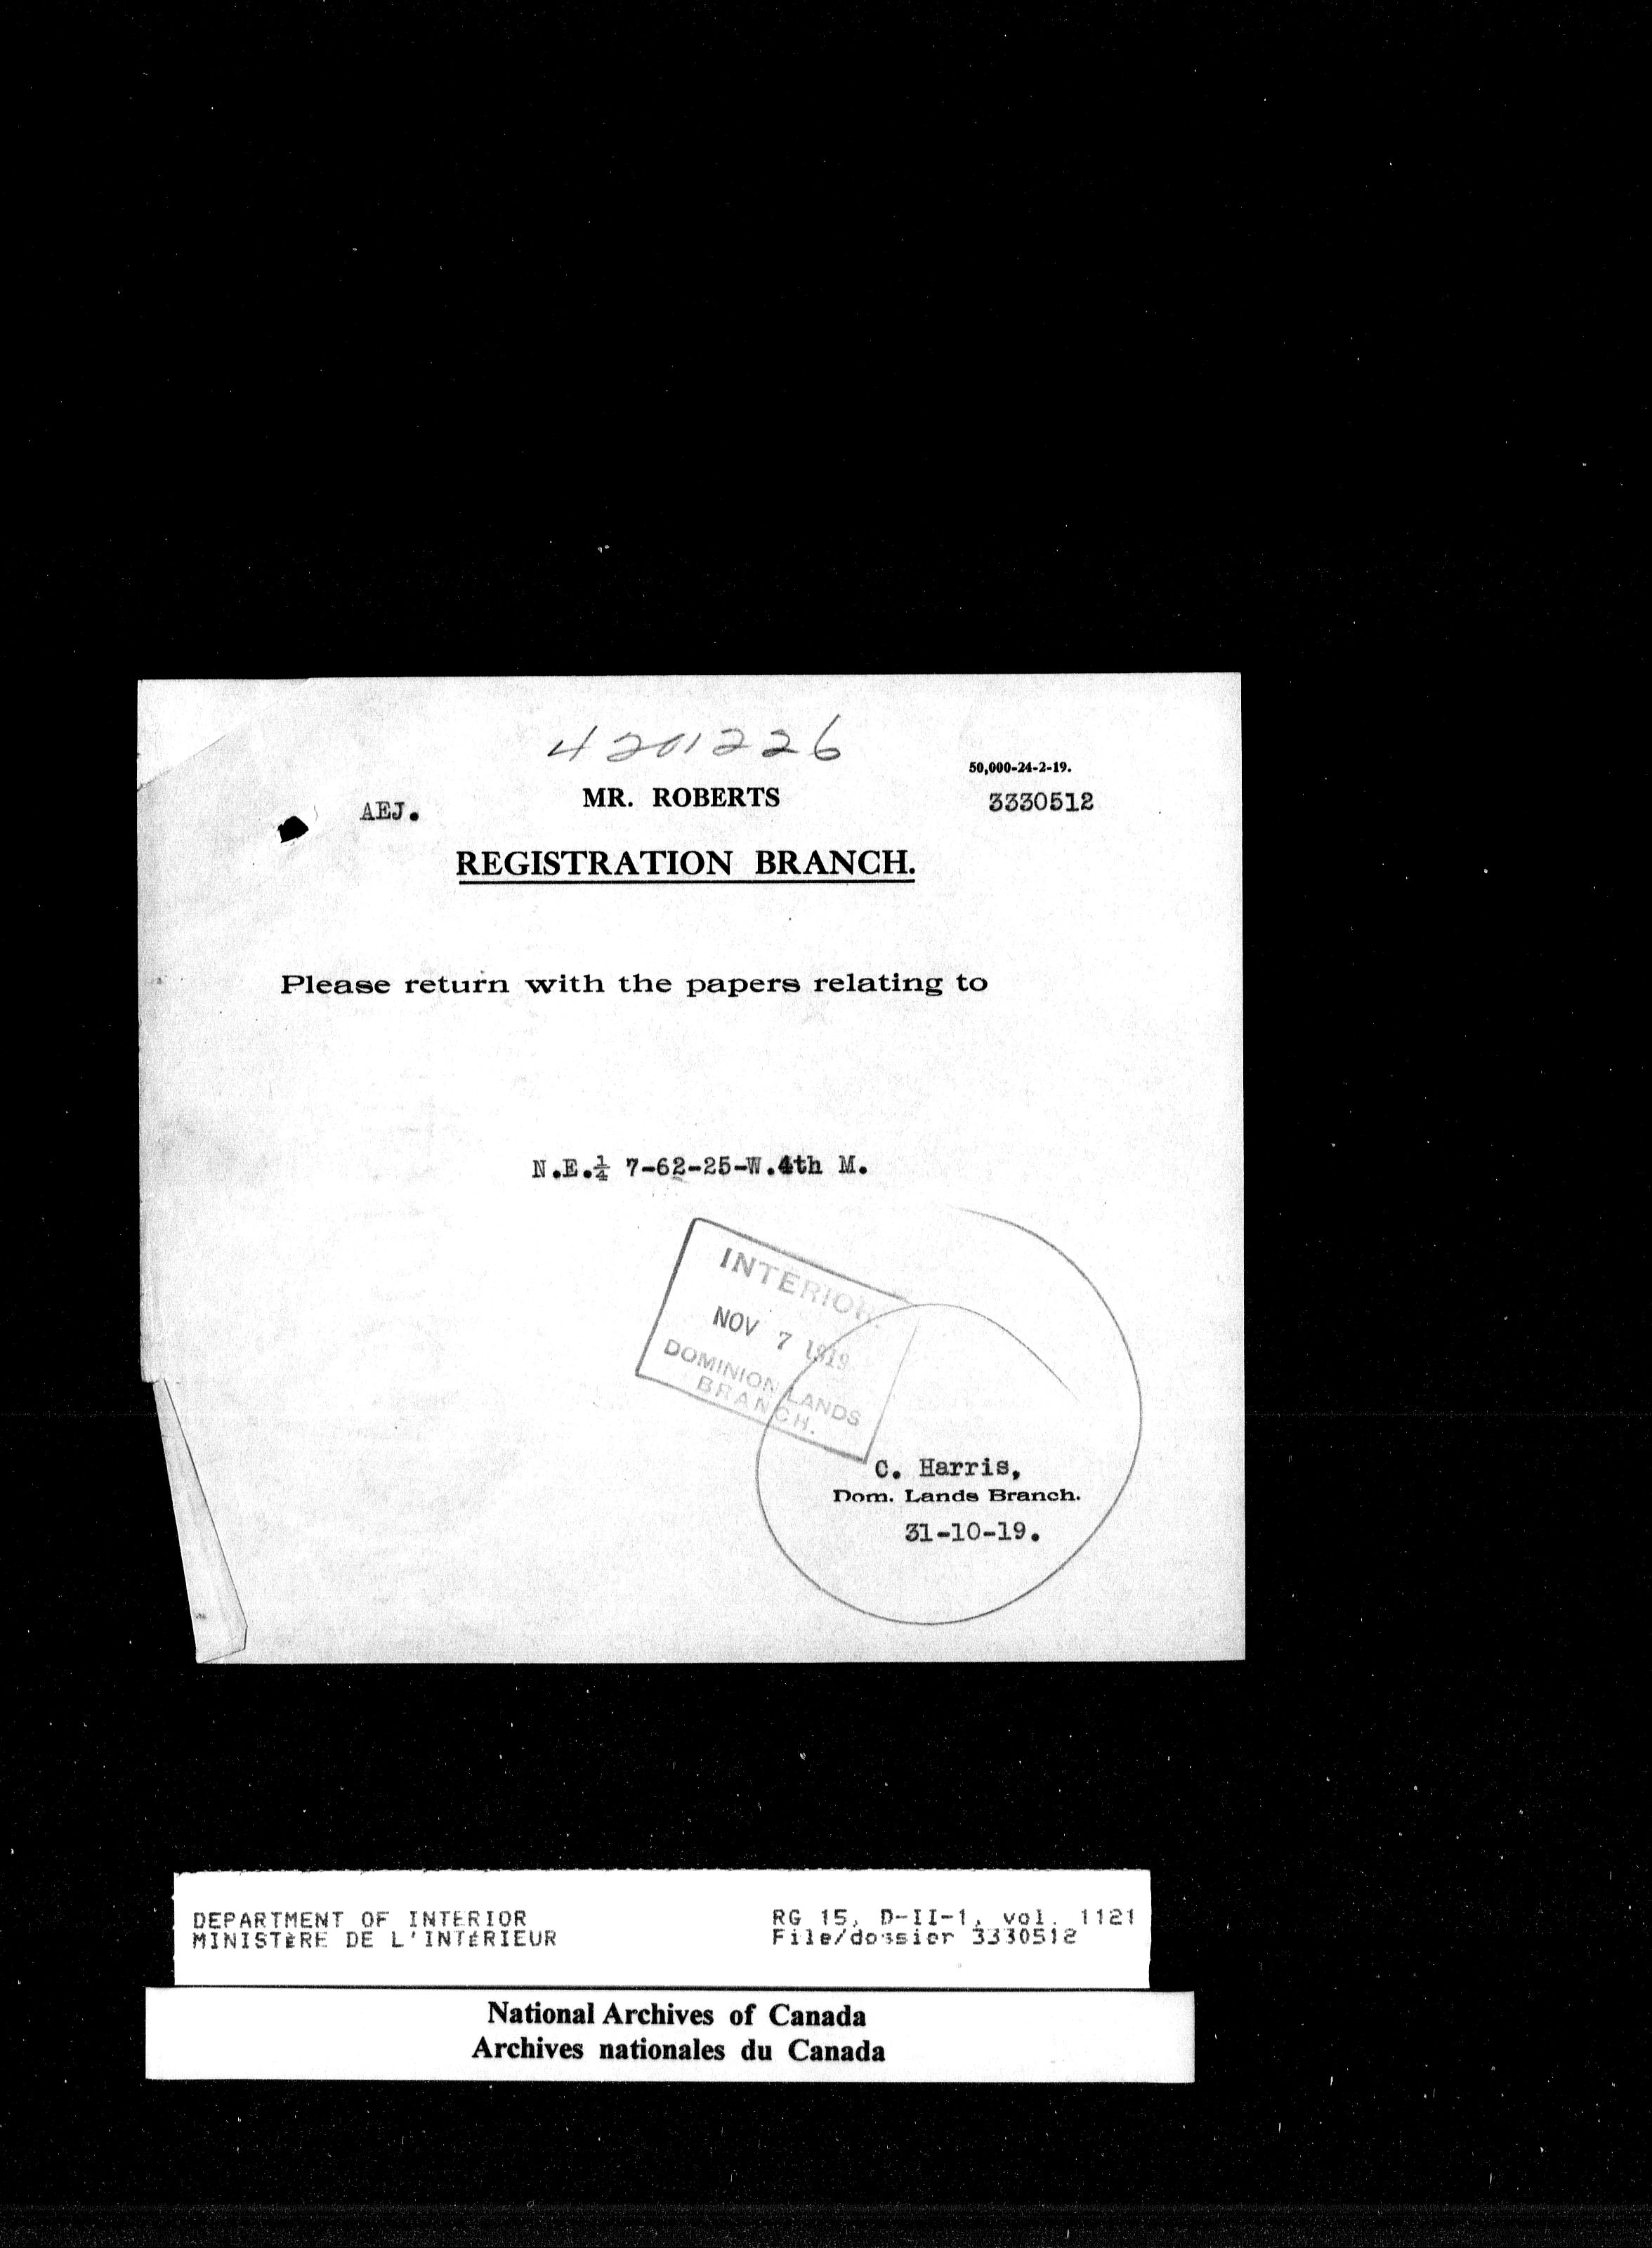 4201226
50,000-24-2-19.
AEJ.
MR. ROBERTS
3330512
REGISTRATION BRANCH.
Please return with the papers relating to
N.E.¼ 7-62-25-W.4th M.
INTERIOR.
NOV 7 1919
DOMINION LANDS
BRANCH.
C. Harris,
Dom. Lands Branch.
31-10-19.
DEPARTMENT OF INTERIOR
MINISTÈRE DE L'INTÉRIEUR
RG 15, D-II-1, vol. 1121
File/dossier 3330512
National Archives of Canada
Archives nationales du Canada